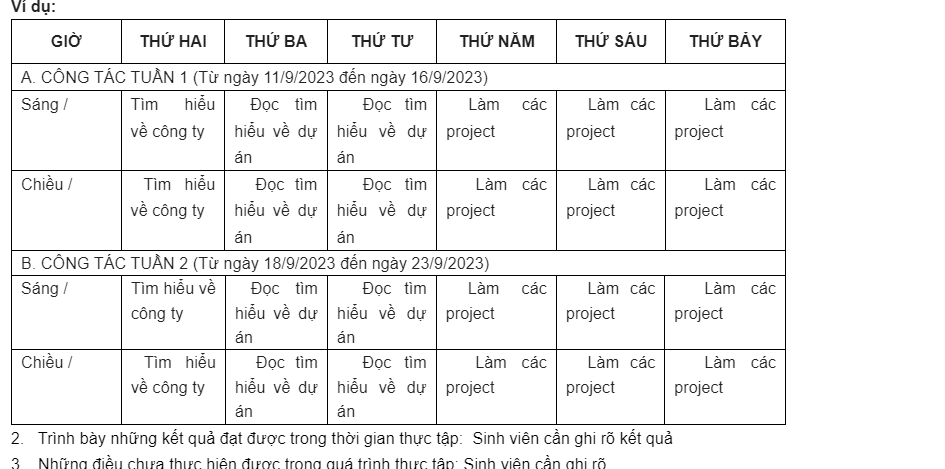 Ví dụ:
GIỜ THỨ HAI THỨ BA THỨ TƯ THỨ NĂM THỨ SÁU THỨ BẢY
A. CÔNG TÁC TUẦN 1 (Từ ngày 11/9/2023 đến ngày 16/9/2023)
Sáng / Tìm hiểu Đọc tìm Đọc tìm Làm các Làm các Làm các
về công ty hiểu về dự hiểu về dự project project project
án án
Chiều / Tìm hiểu Đọc tìm Đọc tìm Làm các Làm các Làm các
về công ty hiểu về dự hiểu về dự project project project
án án
B. CÔNG TÁC TUẦN 2 (Từ ngày 18/9/2023 đến ngày 23/9/2023)
Sáng / Tìm hiểu về Đọc tìm Đọc tìm Làm các Làm các Làm các
công ty hiểu về dự hiểu về dự project project project
án án
Chiều / Tìm hiểu Đọc tìm Đọc tìm Làm các Làm các Làm các
về công ty hiểu về dự hiểu về dự project project project
án án
2. Trình bày những kết quả đạt được trong thời gian thực tập: Sinh viên cần ghi rõ kết quả
3. Những điều chưa thực hiện được trong quá trình thực tập: Sinh viên cần ghi rõ